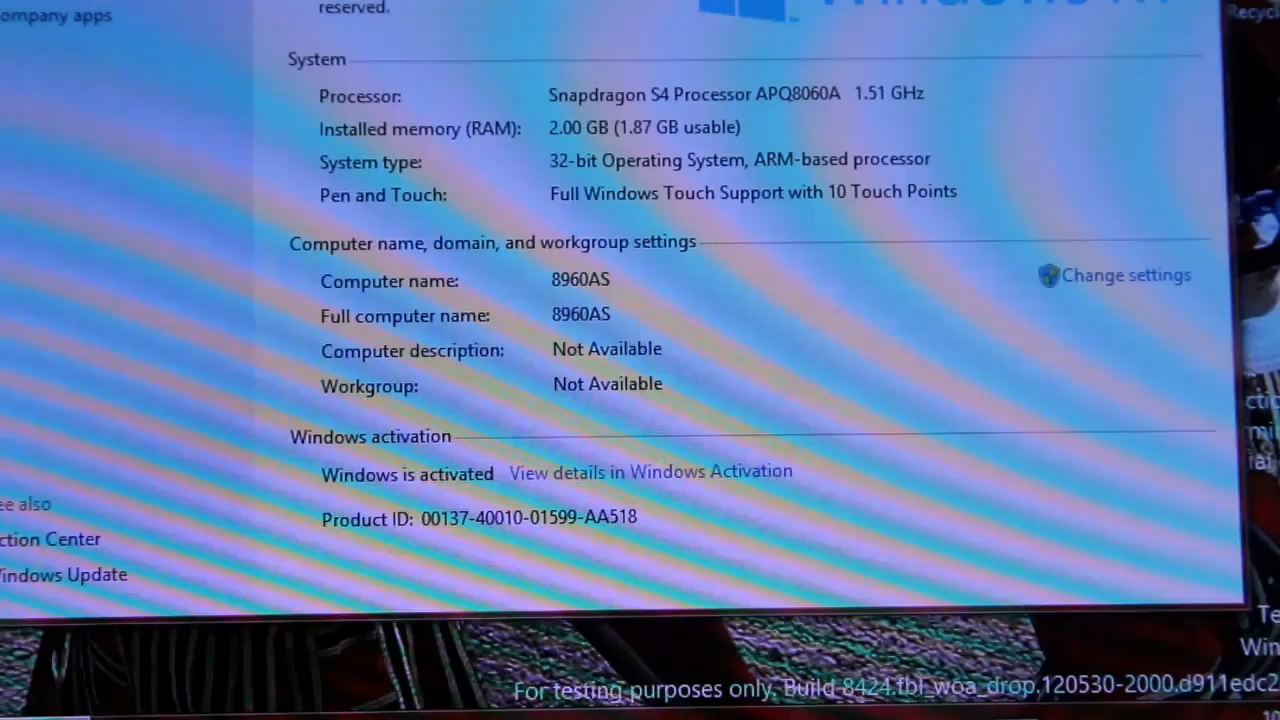 ompany apps
reserved.
System
Processor: Snapdragon S4 Processor APQ8060A 1.51 GHz
Installed memory (RAM): 2.00 GB (1.87 GB usable)
System type: 32-bit Operating System, ARM-based processor
Pen and Touch: Full Windows Touch Support with 10 Touch Points
Computer name, domain, and workgroup settings
Computer name: 8960AS
Change settings
Full computer name: 8960AS
Computer description: Not Available
Workgroup: Not Available
Windows activation
Windows is activated View details in Windows Activation
Product ID: 00137-40010-01599-AA518
ee also
ction Center
Windows Update
Recyc
Te
Win
For testing purposes only. Build 8424.fbl_woa_drop.120530-2000.d911edc2